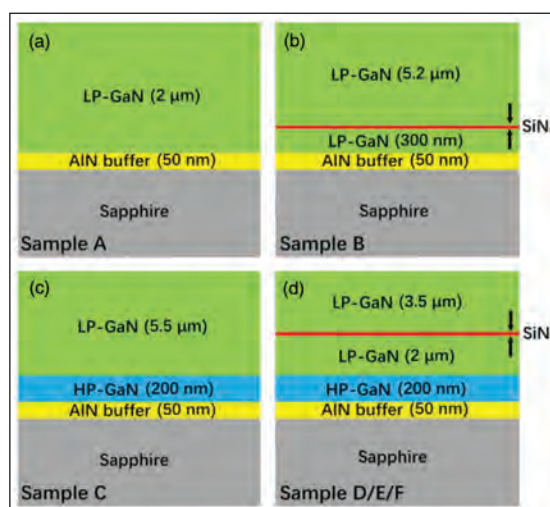 (a)
LP-GaN (2 μm)
AlN buffer (50 nm)
Sapphire
Sample A
(b)
LP-GaN (5.2 μm)
SiN
LP-GaN (300 nm)
AlN buffer (50 nm)
Sapphire
Sample B
(c)
LP-GaN (5.5 μm)
HP-GaN (200 nm)
AlN buffer (50 nm)
Sapphire
Sample C
(d)
LP-GaN (3.5 μm)
SiN
LP-GaN (2 μm)
HP-GaN (200 nm)
AlN buffer (50 nm)
Sapphire
Sample D/E/F